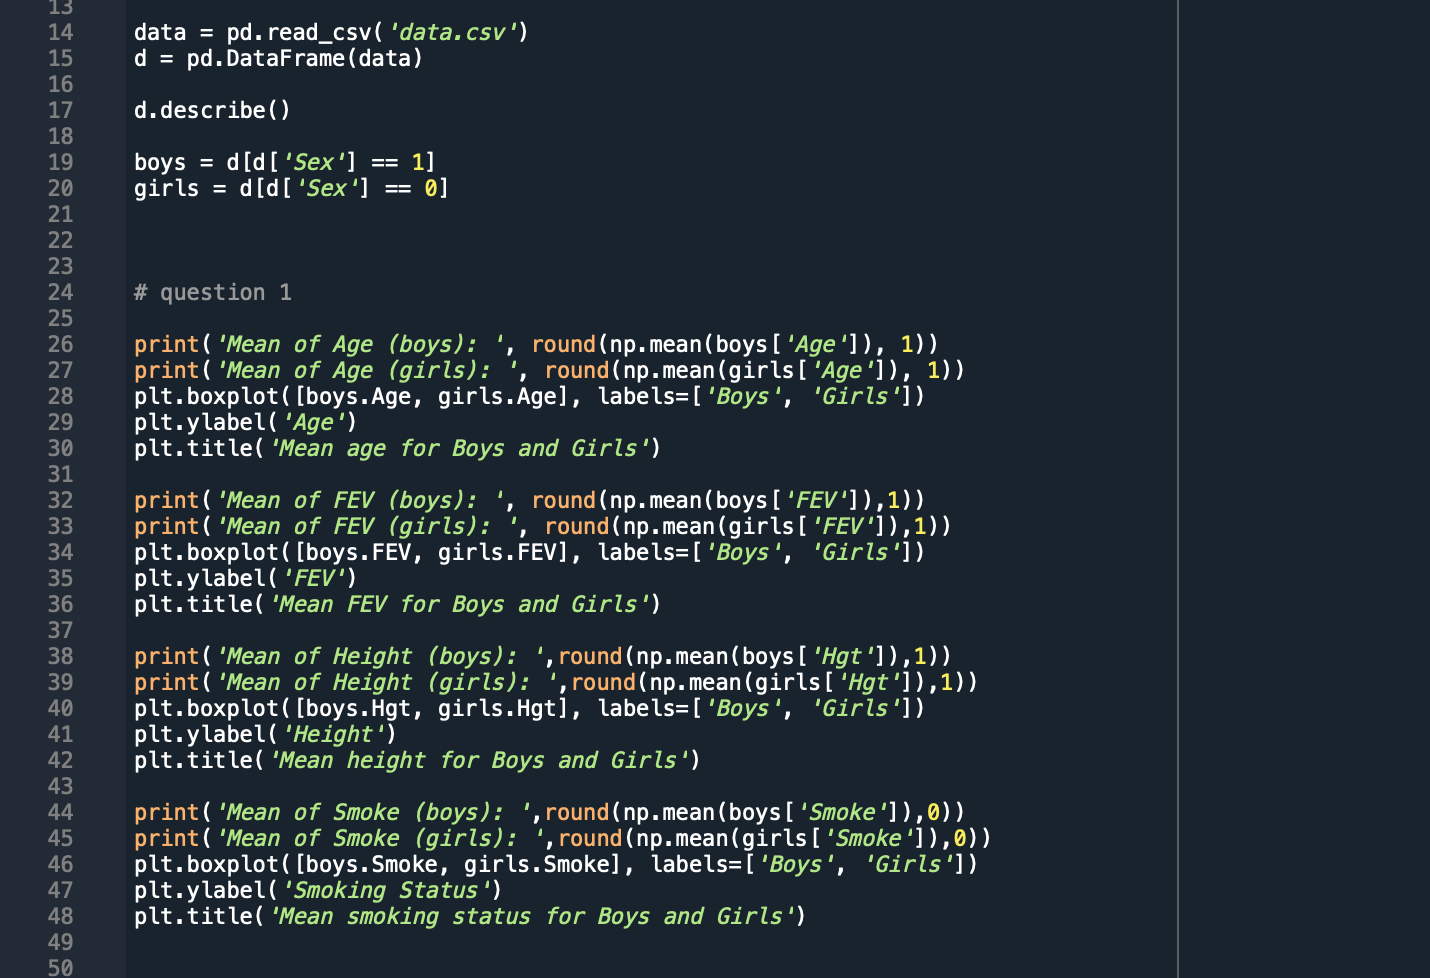 13
14 data = pd.read_csv('data.csv')
15 d = pd.DataFrame(data)
16
17 d.describe()
18
19 boys = d[d['Sex'] == 1]
20 girls = d[d['Sex'] == 0]
21
22
23
24 # question 1
25
26 print('Mean of Age (boys): ', round(np.mean(boys['Age']), 1))
27 print('Mean of Age (girls): ', round(np.mean(girls['Age']), 1))
28 plt.boxplot([boys.Age, girls.Age], labels=['Boys', 'Girls'])
29 plt.ylabel('Age')
30 plt.title('Mean age for Boys and Girls')
31
32 print('Mean of FEV (boys): ', round(np.mean(boys['FEV']),1))
33 print('Mean of FEV (girls): ', round(np.mean(girls['FEV']),1))
34 plt.boxplot([boys.FEV, girls.FEV], labels=['Boys', 'Girls'])
35 plt.ylabel('FEV')
36 plt.title('Mean FEV for Boys and Girls')
37
38 print('Mean of Height (boys): ',round(np.mean(boys['Hgt']),1))
39 print('Mean of Height (girls): ',round(np.mean(girls['Hgt']),1))
40 plt.boxplot([boys.Hgt, girls.Hgt], labels=['Boys', 'Girls'])
41 plt.ylabel('Height')
42 plt.title('Mean height for Boys and Girls')
43
44 print('Mean of Smoke (boys): ',round(np.mean(boys['Smoke']),0))
45 print('Mean of Smoke (girls): ',round(np.mean(girls['Smoke']),0))
46 plt.boxplot([boys.Smoke, girls.Smoke], labels=['Boys', 'Girls'])
47 plt.ylabel('Smoking Status')
48 plt.title('Mean smoking status for Boys and Girls')
49
50